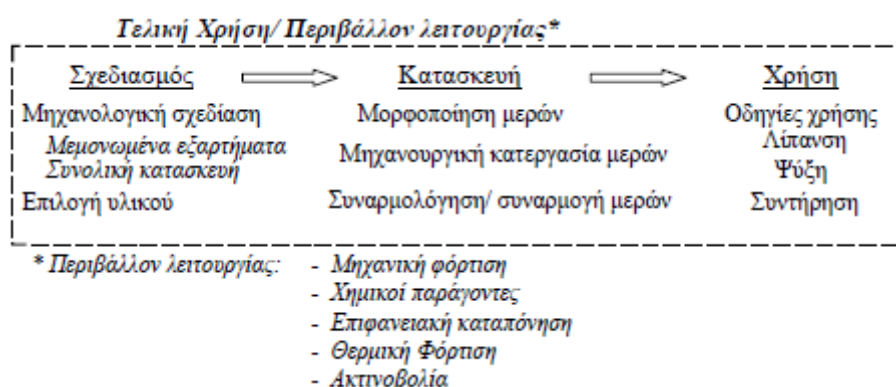 Τελική Χρήση/ Περιβάλλον λειτουργίας*
Σχεδιασμός Κατασκευή Χρήση
Μηχανολογική σχεδίαση Μορφοποίηση μερών Οδηγίες χρήσης
Μεμονωμένα εξαρτήματα Λίπανση
Συνολική κατασκευή Μηχανουργική κατεργασία μερών Ψύξη
Επιλογή υλικού Συναρμολόγηση/ συναρμογή μερών Συντήρηση
* Περιβάλλον λειτουργίας: - Μηχανική φόρτιση
- Χημικοί παράγοντες
- Επιφανειακή καταπόνηση
- Θερμική Φόρτιση
- Ακτινοβολία